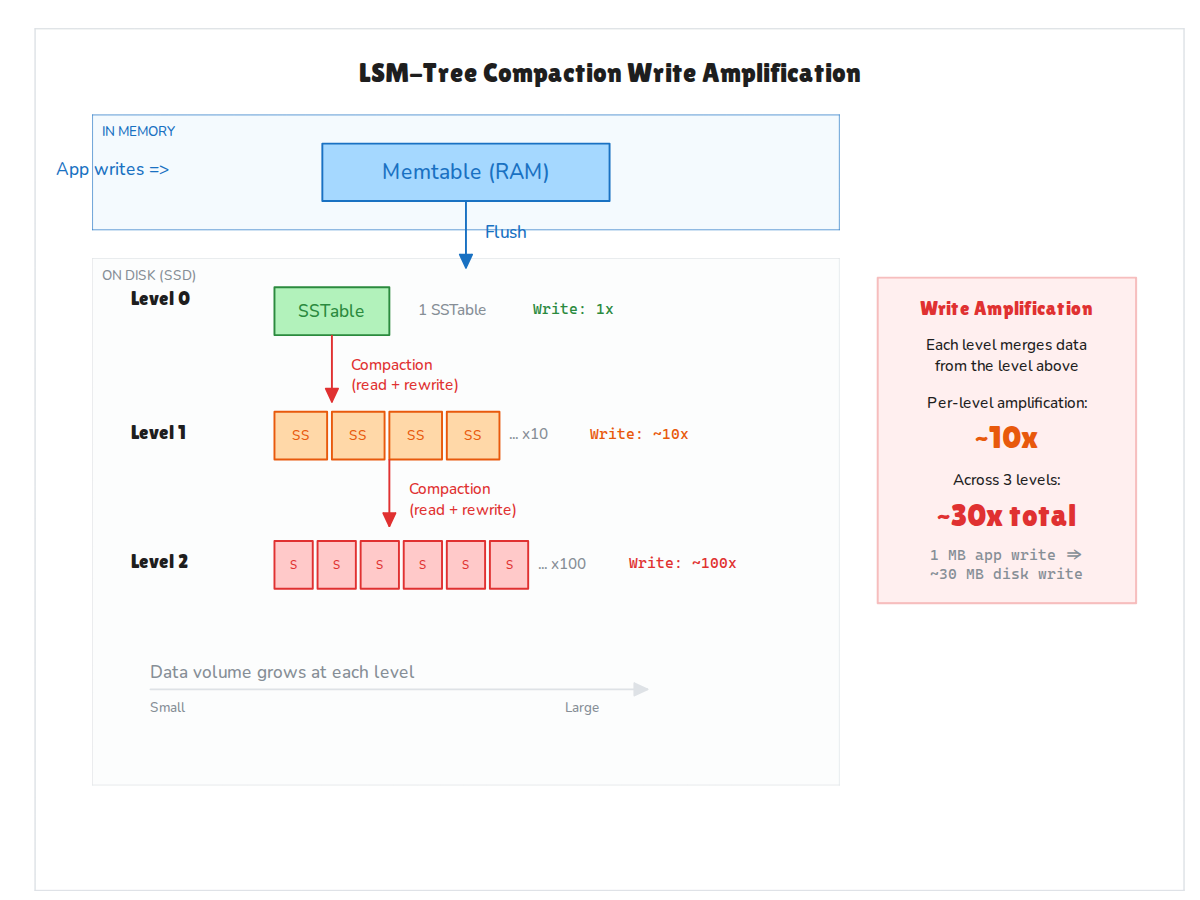 LSM-Tree Compaction Write Amplification
IN MEMORY
App writes =>
Memtable (RAM)
Flush
ON DISK (SSD)
Level 0
SSTable
1 SSTable
Write: 1x
Compaction
(read + rewrite)
Level 1
SS
SS
SS
SS
... x10
Write: ~10x
Compaction
(read + rewrite)
Level 2
S
S
S
S
S
S
... x100
Write: ~100x
Data volume grows at each level
Small
Large
Write Amplification
Each level merges data
from the level above
Per-level amplification:
~10x
Across 3 levels:
~30x total
1 MB app write =>
~30 MB disk write